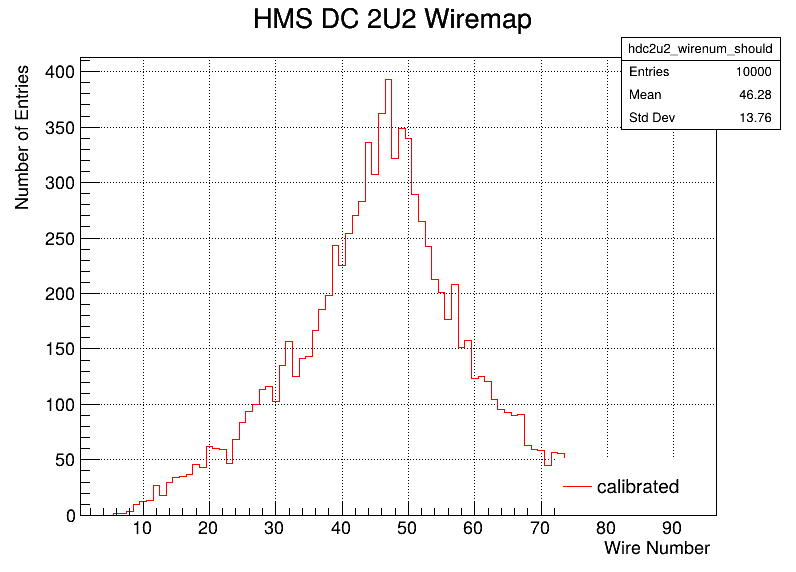 HMS DC 2U2 Wiremap
hdc2u2_wirenum_should
Entries 10000
Mean 46.28
Std Dev 13.76
Number of Entries
400
350
300
250
200
150
100
50
0
calibrated
10 20 30 40 50 60 70 80 90
Wire Number